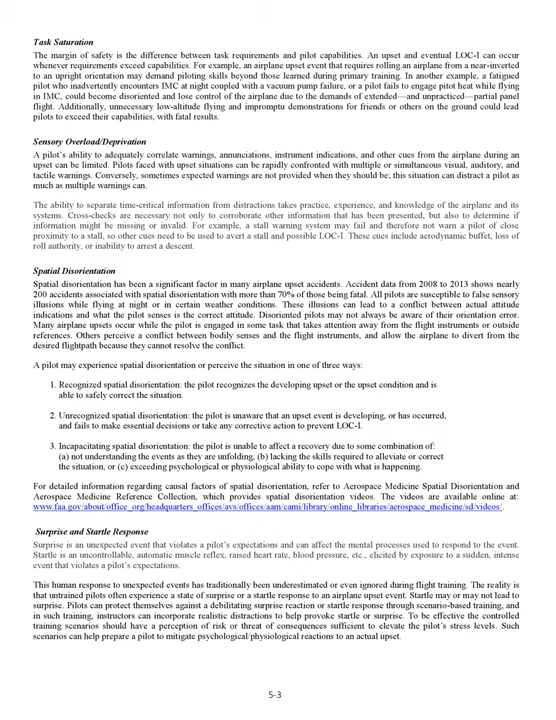 Task Saturation
The margin of safety is the difference between task requirements and pilot capabilities. An upset and eventual LOC-I can occur
whenever requirements exceed capabilities. For example, an airplane upset event that requires rolling an airplane from a near-inverted
to an upright orientation may demand piloting skills beyond those learned during primary training. In another example, a fatigued
pilot who inadvertently encounters IMC at night coupled with a vacuum pump failure, or a pilot fails to engage pitot heat while flying
in IMC, could become disoriented and lose control of the airplane due to the demands of extended—and unpracticed—partial panel
flight. Additionally, unnecessary low-altitude flying and impromptu demonstrations for friends or others on the ground could lead
pilots to exceed their capabilities, with fatal results.
Sensory Overload/Deprivation
A pilot's ability to adequately correlate warnings, annunciations, instrument indications, and other cues from the airplane during an
upset can be limited. Pilots faced with upset situations can be rapidly confronted with multiple or simultaneous visual, auditory, and
tactile warnings. Conversely, sometimes expected warnings are not provided when they should be; this situation can distract a pilot as
much as multiple warnings can.
The ability to separate time-critical information from distractions takes practice, experience, and knowledge of the airplane and its
systems. Cross-checks are necessary not only to corroborate other information that has been presented, but also to determine if
information might be missing or invalid. For example, a stall warning system may fail and therefore not warn a pilot of close
proximity to a stall, so other cues need to be used to avert a stall and possible LOC-I. These cues include aerodynamic buffet, loss of
roll authority, or inability to arrest a descent.
Spatial Disorientation
Spatial disorientation has been a significant factor in many airplane upset accidents. Accident data from 2008 to 2013 shows nearly
200 accidents associated with spatial disorientation with more than 70% of those being fatal. All pilots are susceptible to false sensory
illusions while flying at night or in certain weather conditions. These illusions can lead to a conflict between actual attitude
indications and what the pilot senses is the correct attitude. Disoriented pilots may not always be aware of their orientation error.
Many airplane upsets occur while the pilot is engaged in some task that takes attention away from the flight instruments or outside
references. Others perceive a conflict between bodily senses and the flight instruments, and allow the airplane to divert from the
desired flightpath because they cannot resolve the conflict.
A pilot may experience spatial disorientation or perceive the situation in one of three ways:
1. Recognized spatial disorientation: the pilot recognizes the developing upset or the upset condition and is
able to safely correct the situation.
2. Unrecognized spatial disorientation: the pilot is unaware that an upset event is developing, or has occurred,
and fails to make essential decisions or take any corrective action to prevent LOC-I.
3. Incapacitating spatial disorientation: the pilot is unable to affect a recovery due to some combination of:
(a) not understanding the events as they are unfolding, (b) lacking the skills required to alleviate or correct
the situation, or (c) exceeding psychological or physiological ability to cope with what is happening.
For detailed information regarding causal factors of spatial disorientation, refer to Aerospace Medicine Spatial Disorientation and
Aerospace Medicine Reference Collection, which provides spatial disorientation videos. The videos are available online at:
www.faa.gov/about/office_org/headquarters_offices/avs/offices/aam/cami/library/online_libraries/aerospace_medicine/sd/videos/.
Surprise and Startle Response
Surprise is an unexpected event that violates a pilot's expectations and can affect the mental processes used to respond to the event.
Startle is an uncontrollable, automatic muscle reflex, raised heart rate, blood pressure, etc., elicited by exposure to a sudden, intense
event that violates a pilot's expectations.
This human response to unexpected events has traditionally been underestimated or even ignored during flight training. The reality is
that untrained pilots often experience a state of surprise or a startle response to an airplane upset event. Startle may or may not lead to
surprise. Pilots can protect themselves against a debilitating surprise reaction or startle response through scenario-based training, and
in such training, instructors can incorporate realistic distractions to help provoke startle or surprise. To be effective the controlled
training scenarios should have a perception of risk or threat of consequences sufficient to elevate the pilot's stress levels. Such
scenarios can help prepare a pilot to mitigate psychological/physiological reactions to an actual upset.
5-3